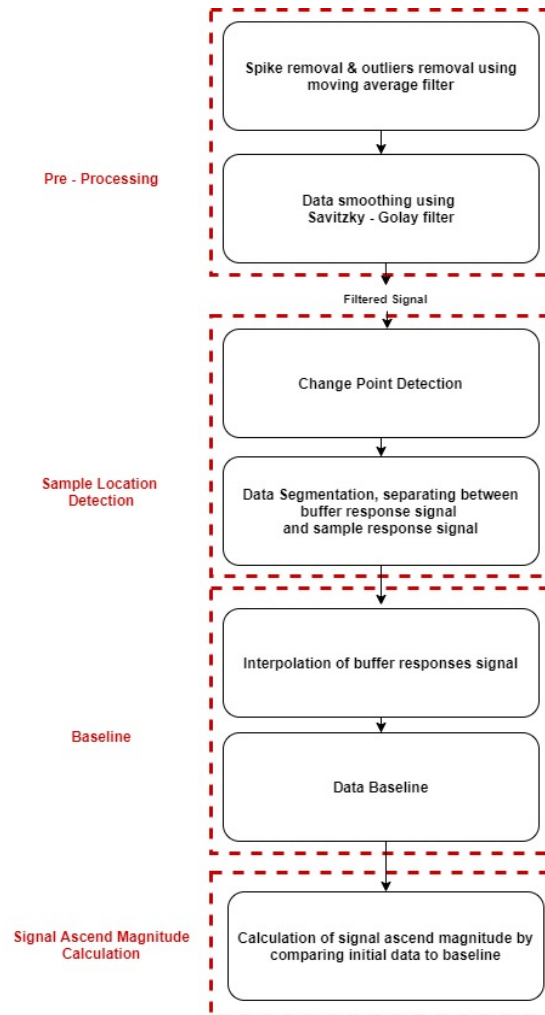 Spike removal & outliers removal using
moving average filter
Pre - Processing
Data smoothing using
Savitzky - Golay filter
Filtered Signal
Change Point Detection
Sample Location
Detection
Data Segmentation, separating between
buffer response signal
and sample response signal
Interpolation of buffer responses signal
Baseline
Data Baseline
Signal Ascend Magnitude
Calculation
Calculation of signal ascend magnitude by
comparing initial data to baseline